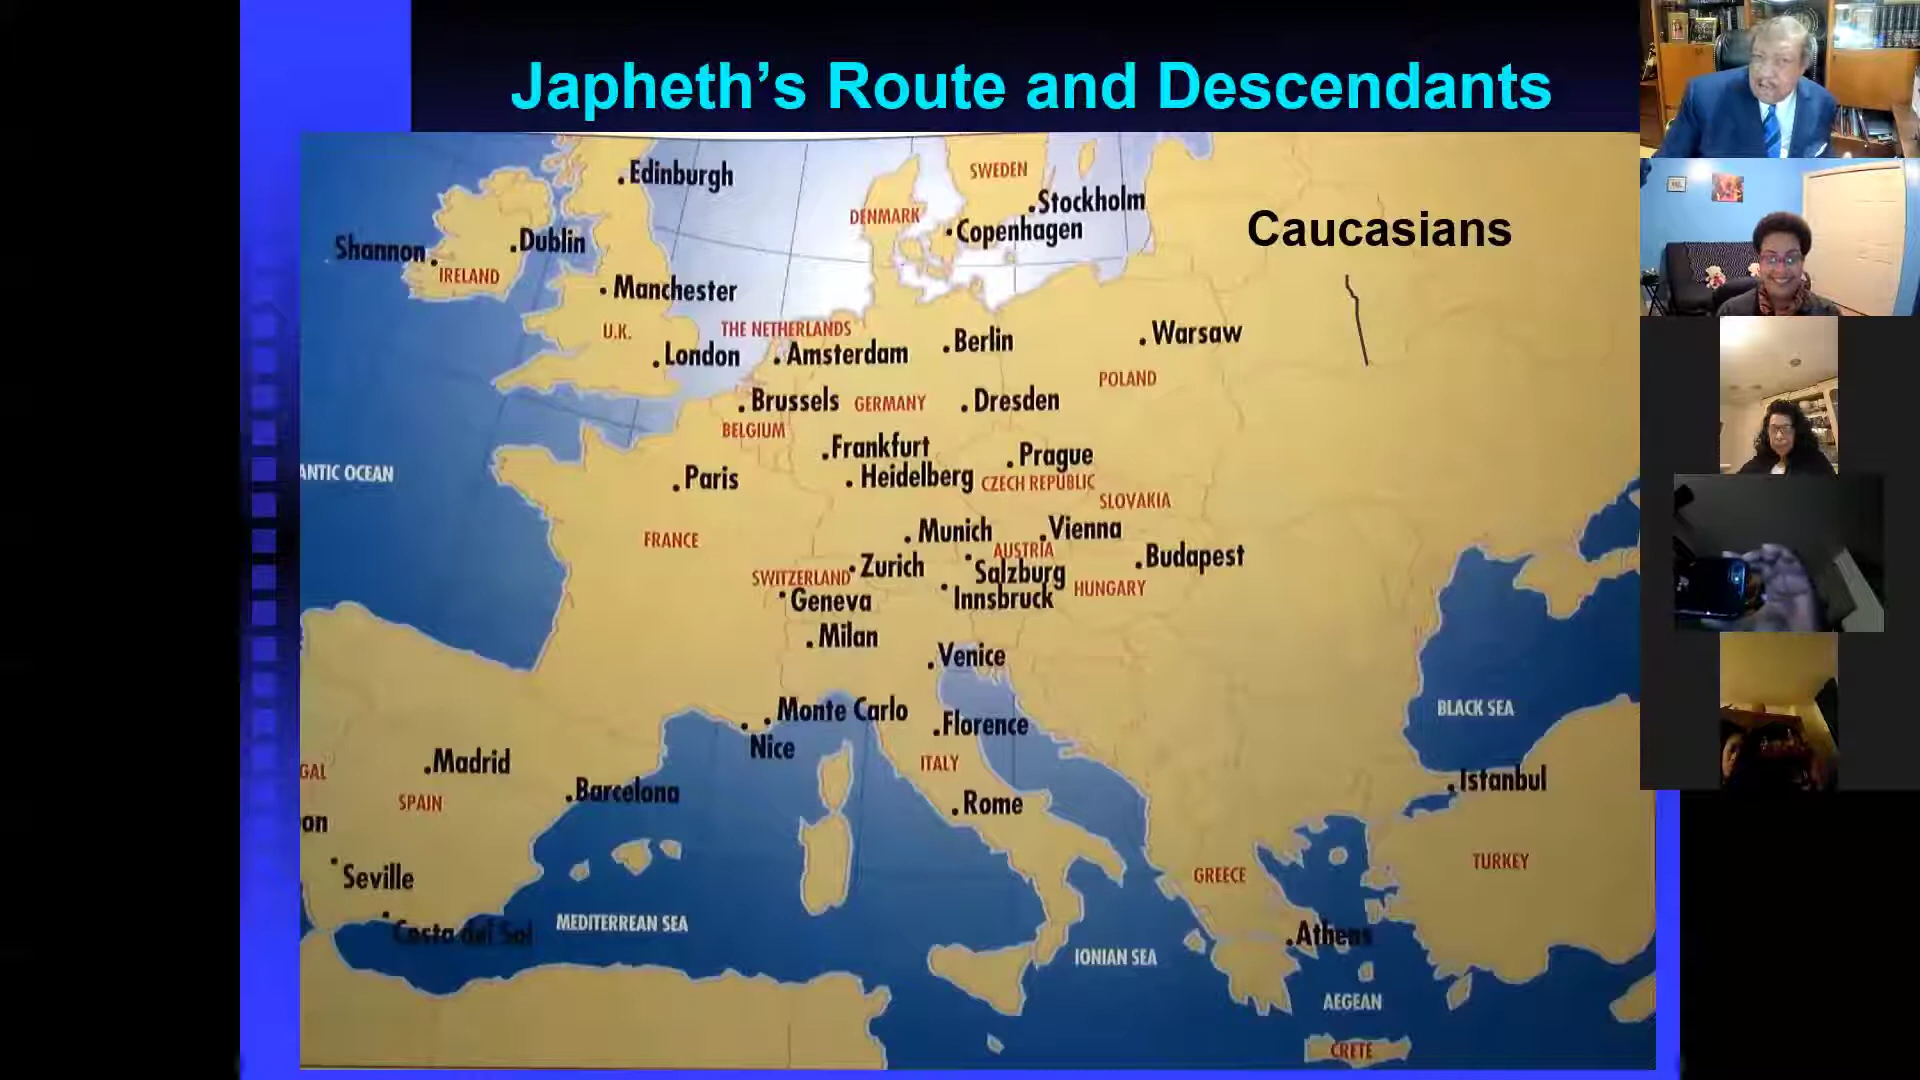 Japheth’s Route and Descendants
Edinburgh
SWEDEN
Stockholm
DENMARK
Copenhagen
Caucasians
Shannon
Dublin
IRELAND
Manchester
U.K.
THE NETHERLANDS
London
Amsterdam
Berlin
Warsaw
POLAND
Brussels
GERMANY
Dresden
BELGIUM
Frankfurt
Prague
ANTIC OCEAN
Paris
Heidelberg
CZECH REPUBLIC
SLOVAKIA
FRANCE
Munich
Vienna
AUSTRIA
Budapest
SWITZERLAND
Zurich
Salzburg
HUNGARY
Geneva
Innsbruck
Milan
Venice
Monte Carlo
Florence
BLACK SEA
Nice
GAL
Madrid
ITALY
Istanbul
SPAIN
Barcelona
Rome
on
Seville
GREECE
TURKEY
Costa del Sol
MEDITERREAN SEA
Athens
IONIAN SEA
AEGEAN
CRETE